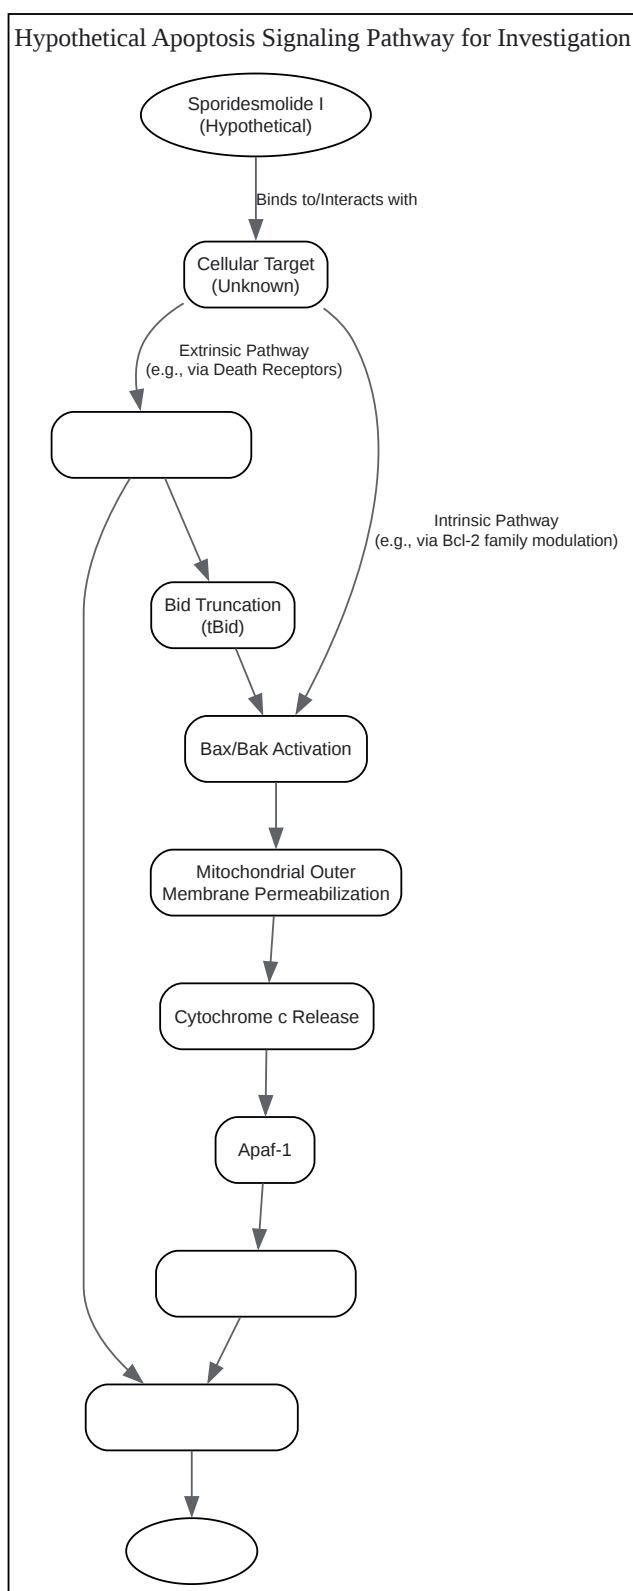 Hypothetical Apoptosis Signaling Pathway for Investigation
Sporidesmolide I
(Hypothetical)
Binds to/Interacts with
Cellular Target
(Unknown)
Extrinsic Pathway
(e.g., via Death Receptors)
Intrinsic Pathway
(e.g., via Bcl-2 family modulation)
Bid Truncation
(tBid)
Bax/Bak Activation
Mitochondrial Outer
Membrane Permeabilization
Cytochrome c Release
Apaf-1